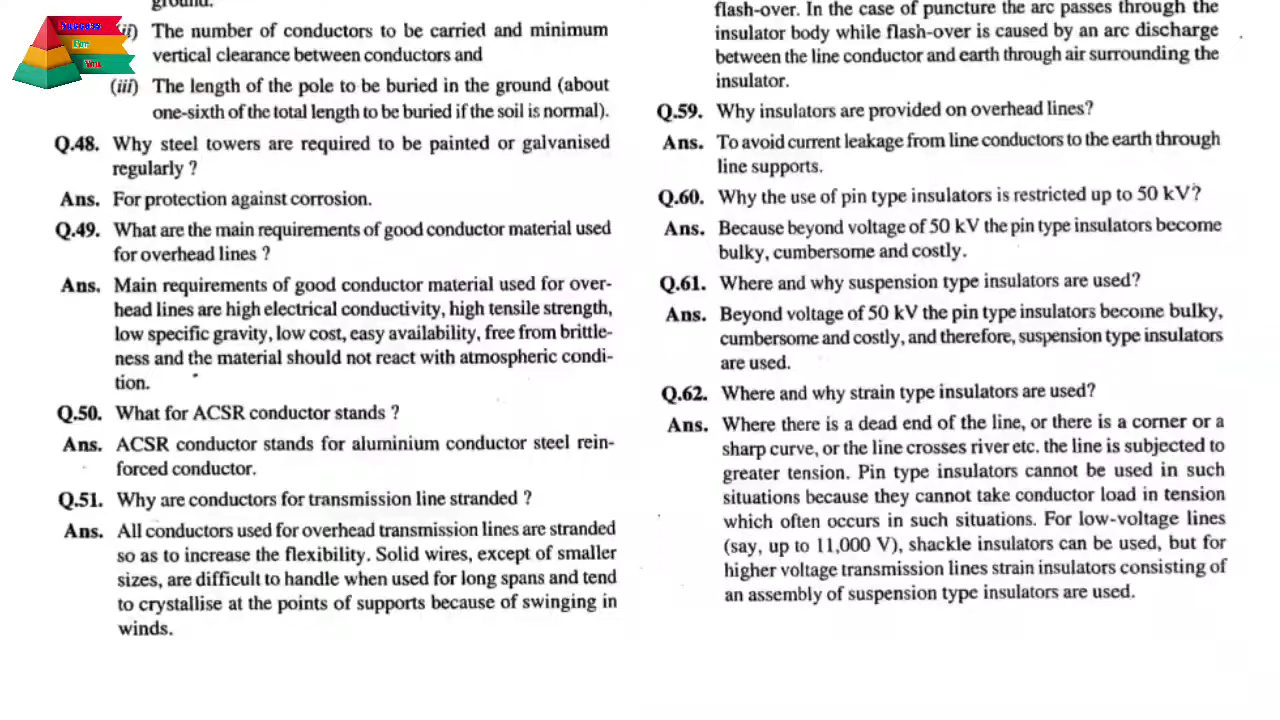 Success
For
You
ground.
(ii) The number of conductors to be carried and minimum
vertical clearance between conductors and
(iii) The length of the pole to be buried in the ground (about
one-sixth of the total length to be buried if the soil is normal).
Q.48. Why steel towers are required to be painted or galvanised
regularly ?
Ans. For protection against corrosion.
Q.49. What are the main requirements of good conductor material used
for overhead lines ?
Ans. Main requirements of good conductor material used for over-
head lines are high electrical conductivity, high tensile strength,
low specific gravity, low cost, easy availability, free from brittle-
ness and the material should not react with atmospheric condi-
tion.
Q.50. What for ACSR conductor stands ?
Ans. ACSR conductor stands for aluminium conductor steel rein-
forced conductor.
Q.51. Why are conductors for transmission line stranded ?
Ans. All conductors used for overhead transmission lines are stranded
so as to increase the flexibility. Solid wires, except of smaller
sizes, are difficult to handle when used for long spans and tend
to crystallise at the points of supports because of swinging in
winds.
flash-over. In the case of puncture the arc passes through the
insulator body while flash-over is caused by an arc discharge
between the line conductor and earth through air surrounding the
insulator.
Q.59. Why insulators are provided on overhead lines?
Ans. To avoid current leakage from line conductors to the earth through
line supports.
Q.60. Why the use of pin type insulators is restricted up to 50 kV?
Ans. Because beyond voltage of 50 kV the pin type insulators become
bulky, cumbersome and costly.
Q.61. Where and why suspension type insulators are used?
Ans. Beyond voltage of 50 kV the pin type insulators become bulky,
cumbersome and costly, and therefore, suspension type insulators
are used.
Q.62. Where and why strain type insulators are used?
Ans. Where there is a dead end of the line, or there is a corner or a
sharp curve, or the line crosses river etc. the line is subjected to
greater tension. Pin type insulators cannot be used in such
situations because they cannot take conductor load in tension
which often occurs in such situations. For low-voltage lines
(say, up to 11,000 V), shackle insulators can be used, but for
higher voltage transmission lines strain insulators consisting of
an assembly of suspension type insulators are used.